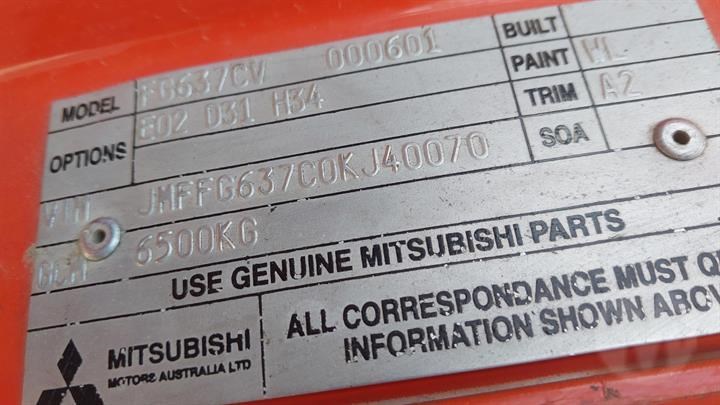 MODEL FG637CV 000601 BUILT
OPTIONS E02 D31 H34 PAINT WL
TRIM A2
VIN JMFFG637C0KJ40070 SOA
GCM 6500KG
USE GENUINE MITSUBISHI PARTS
MITSUBISHI
MOTORS AUSTRALIA LTD
ALL CORRESPONDANCE MUST
INFORMATION SHOWN